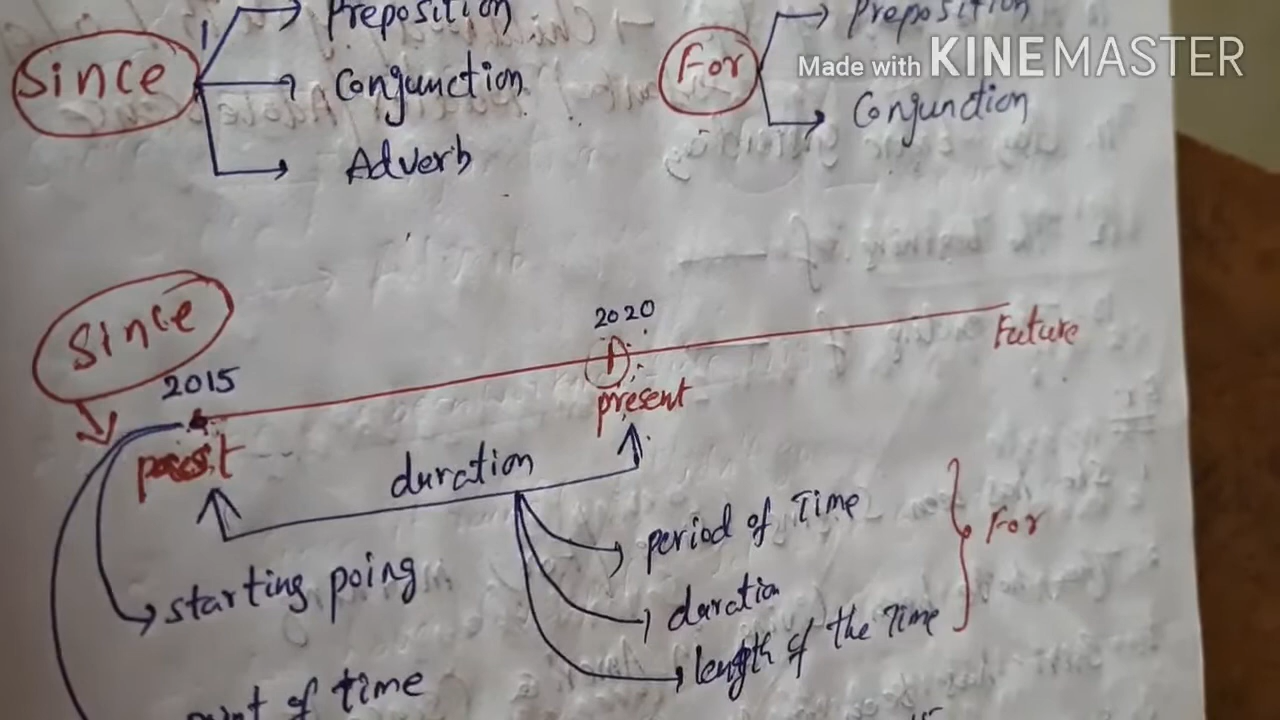 Preposition
Since
Conjunction
Adverb
Preposition
For
Conjunction
Made with KINEMASTER
Since
2015
past
2020
present
Future
duration
starting poing
point of time
period of Time
duration
length of the Time
For